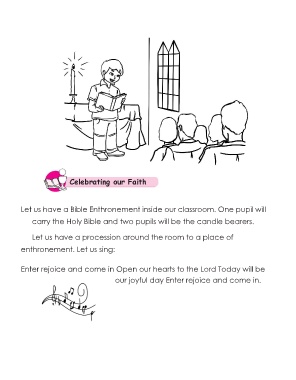 Celebrating our Faith
Let us have a Bible Enthronement inside our classroom. One pupil will
carry the Holy Bible and two pupils will be the candle bearers.
Let us have a procession around the room to a place of
enthronement. Let us sing:
Enter rejoice and come in Open our hearts to the Lord Today will be
our joyful day Enter rejoice and come in.